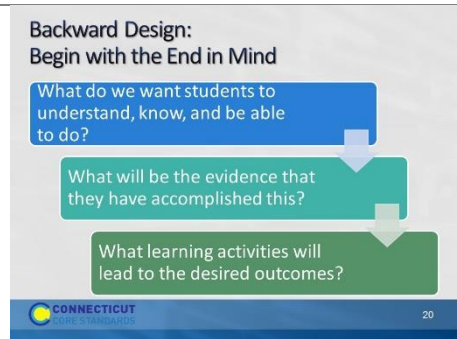 Backward Design:
Begin with the End in Mind
What do we want students to
understand, know, and be able
to do?
What will be the evidence that
they have accomplished this?
What learning activities will
lead to the desired outcomes?
CONNECTICUT
CORE STANDARDS
20